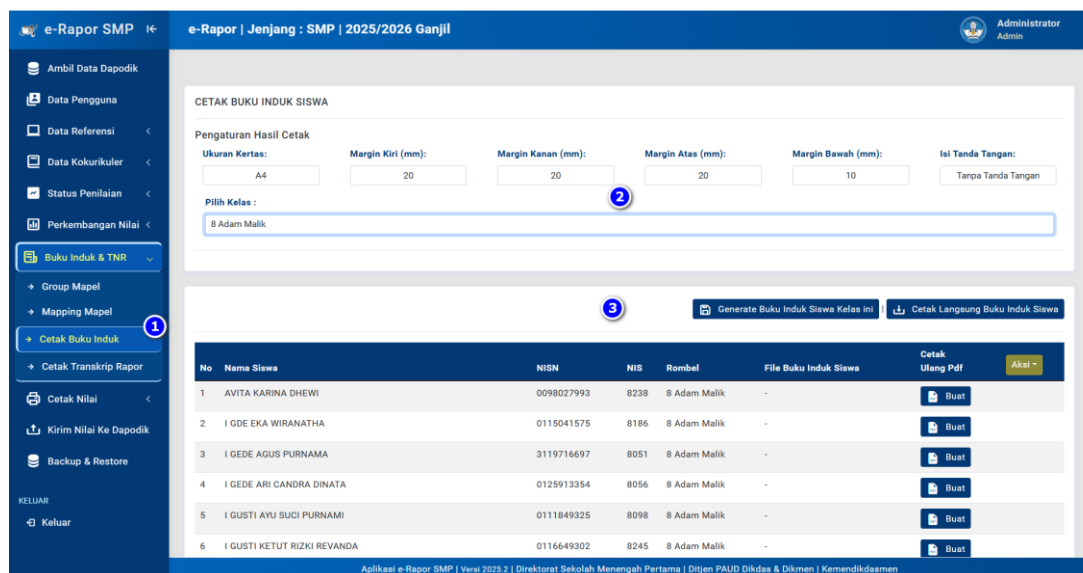 e-Rapor SMP
e-Rapor | Jenjang : SMP | 2025/2026 Ganjil
Administrator
Admin
Ambil Data Dapodik
Data Pengguna
Data Referensi
Data Kokurikuler
Status Penilaian
Perkembangan Nilai
Buku Induk & TNR
Group Mapel
Mapping Mapel
1
Cetak Buku Induk
Cetak Transkrip Rapor
Cetak Nilai
Kirim Nilai Ke Dapodik
Backup & Restore
KELUAR
Keluar
CETAK BUKU INDUK SISWA
Pengaturan Hasil Cetak
Ukuran Kertas: Margin Kiri (mm): Margin Kanan (mm): Margin Atas (mm): Margin Bawah (mm): Isi Tanda Tangan:
A4 20 20 20 10 Tanpa Tanda Tangan
2
Pilih Kelas :
8 Adam Malik
3
Generate Buku Induk Siswa Kelas ini | Cetak Langsung Buku Induk Siswa
No Nama Siswa NISN NIS Rombel File Buku Induk Siswa Cetak Ulang Pdf Aksi
1 AVITA KARINA DHEWI 0098027993 8238 8 Adam Malik - Buat
2 I GDE EKA WIRANATHA 0115041575 8186 8 Adam Malik - Buat
3 I GEDE AGUS PURNAMA 3119716697 8051 8 Adam Malik - Buat
4 I GEDE ARI CANDRA DINATA 0125913354 8056 8 Adam Malik - Buat
5 I GUSTI AYU SUCI PURNAMI 0111849325 8098 8 Adam Malik - Buat
6 I GUSTI KETUT RIZKI REVANDA 0116649302 8245 8 Adam Malik - Buat
Aplikasi e-Rapor SMP | Versi 2025.2 | Direktorat Sekolah Menengah Pertama | Ditjen PAUD Dikdas & Dikmen | Kemendikdasmen